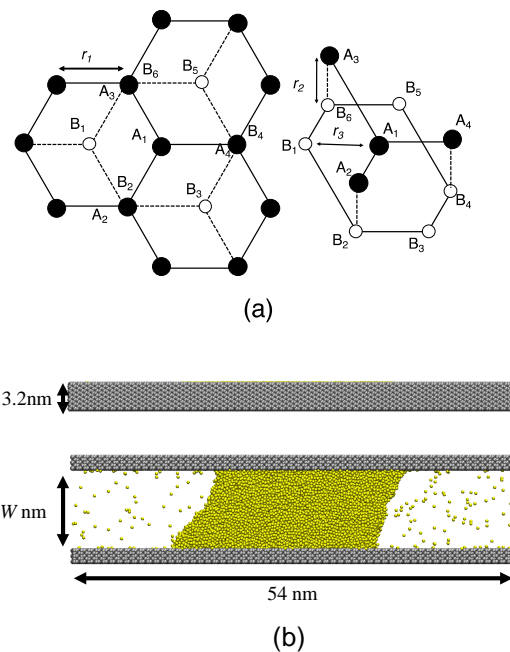 r₁
B₆
A₃
B₅
B₁
A₁
B₄
A₄
B₂
B₃
A₂
A₃
r₂
B₆
B₅
A₁
A₄
B₁
r₃
A₂
B₄
B₂
B₃
(a)
3.2nm
W nm
54 nm
(b)